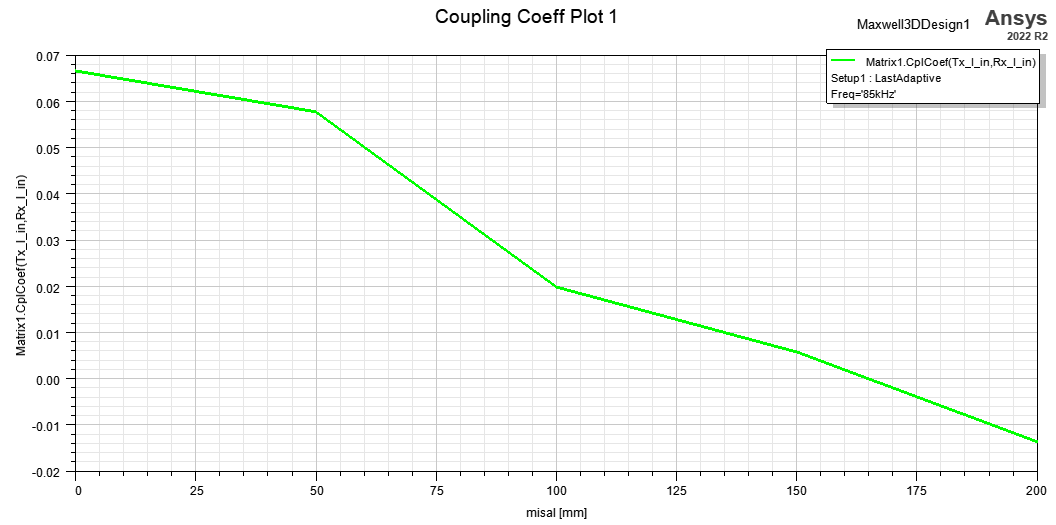 Coupling Coeff Plot 1
Maxwell3DDesign1
Ansys
2022 R2
Matrix1.CplCoef(Tx_I_in,Rx_I_in)
Setup1 : LastAdaptive
Freq='85kHz'
Matrix1.CplCoef(Tx_I_in,Rx_I_in)
0.07
0.06
0.05
0.04
0.03
0.02
0.01
0.00
-0.01
-0.02
0 25 50 75 100 125 150 175 200
misal [mm]